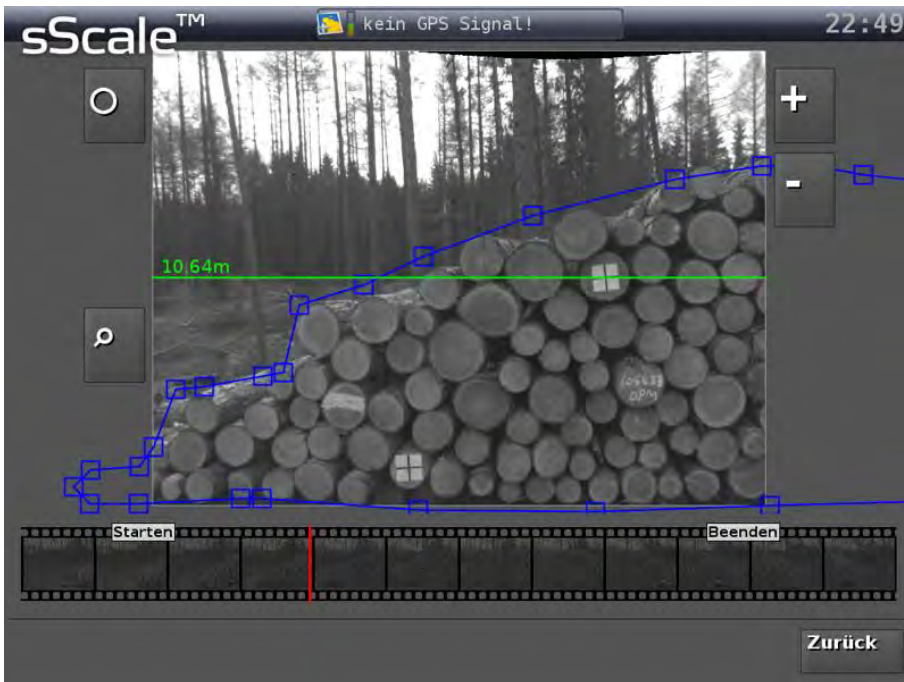 sScale™
kein GPS Signal!
22:49
+
-
10,64m
Starten
Beenden
Zurück